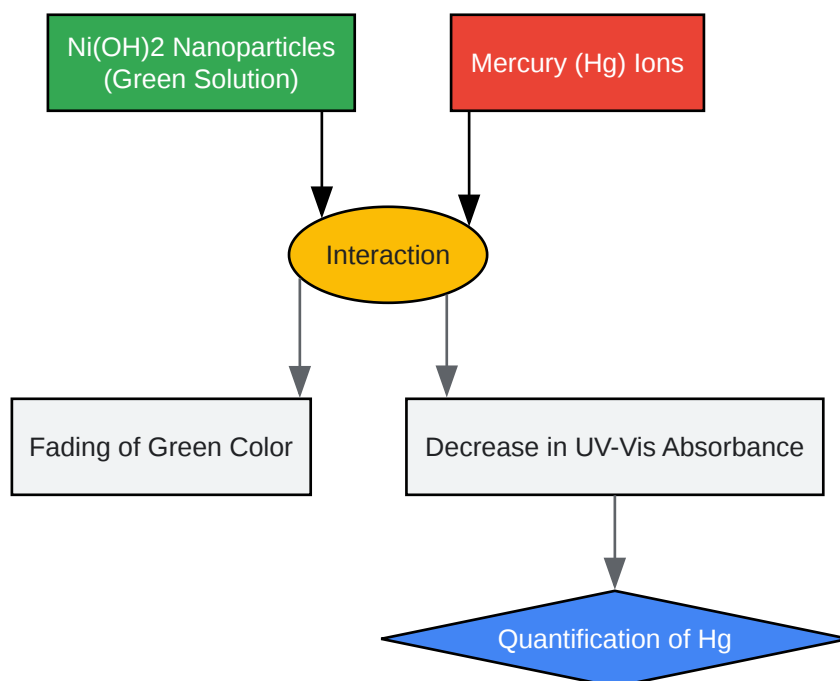 Ni(OH)2 Nanoparticles
(Green Solution)
Mercury (Hg) Ions
Interaction
Fading of Green Color
Decrease in UV-Vis Absorbance
Quantification of Hg